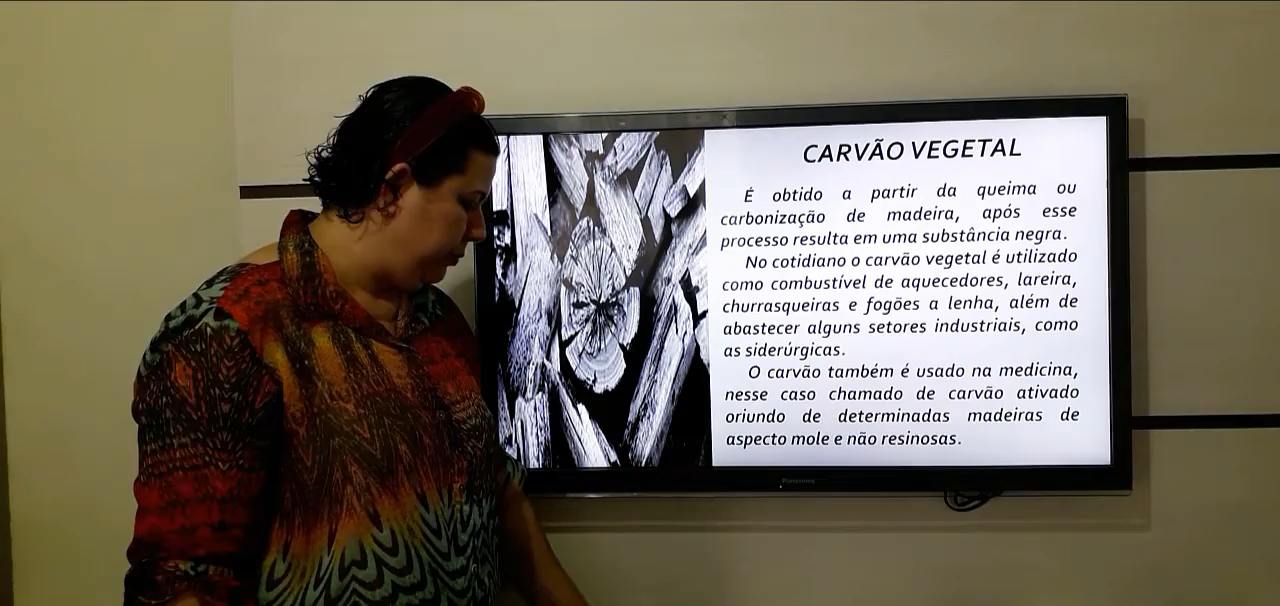 CARVÃO VEGETAL
É obtido a partir da queima ou
carbonização de madeira, após esse
processo resulta em uma substância negra.
No cotidiano o carvão vegetal é utilizado
como combustível de aquecedores, lareira,
churrasqueiras e fogões a lenha, além de
abastecer alguns setores industriais, como
as siderúrgicas.
O carvão também é usado na medicina,
nesse caso chamado de carvão ativado
oriundo de determinadas madeiras de
aspecto mole e não resinosas.
Panasonic